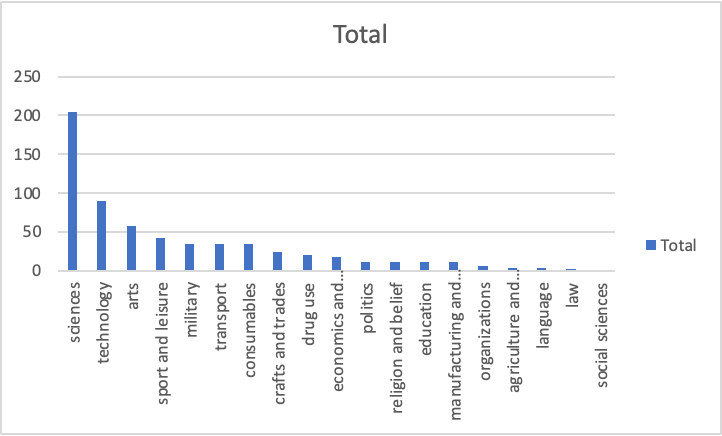 Total
250
200
150
100
50
0
sciences
technology
arts
sport and leisure
military
transport
consumables
crafts and trades
drug use
economics and...
politics
religion and belief
education
manufacturing and...
organizations
agriculture and...
language
law
social sciences
Total